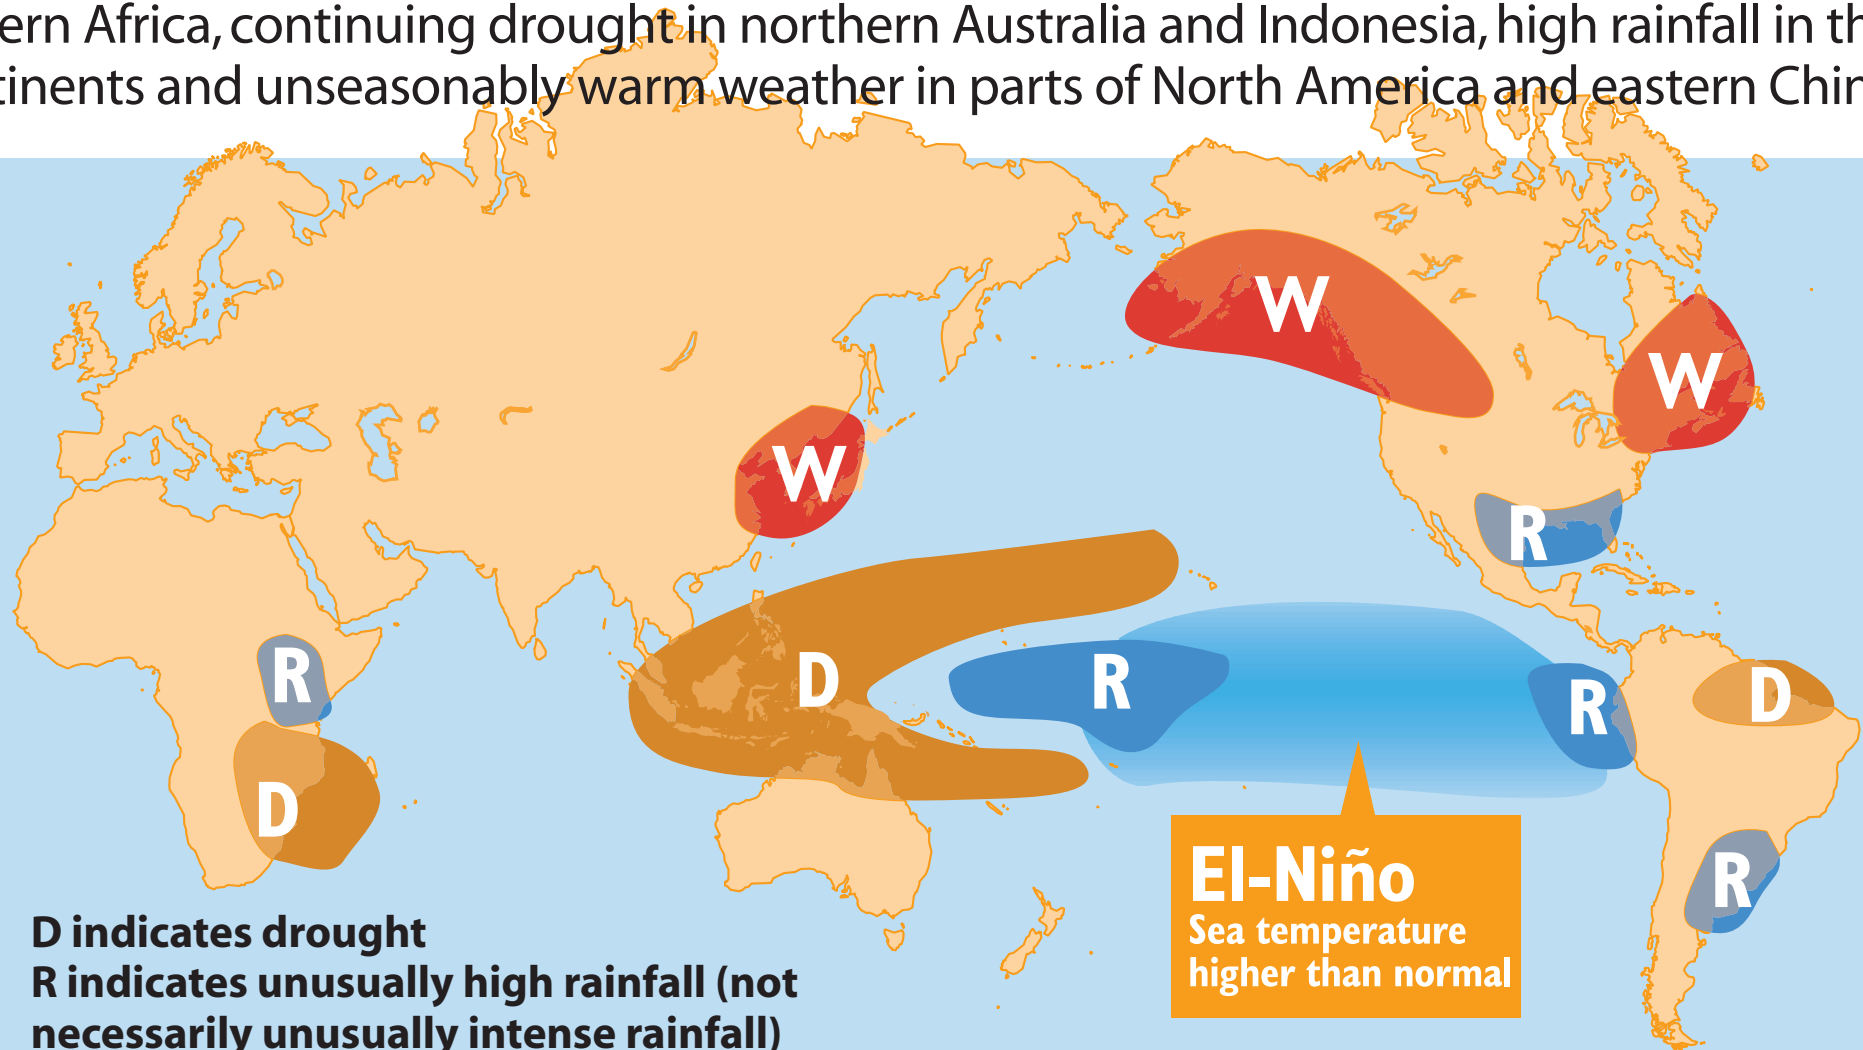 ern Africa, continuing drought in northern Australia and Indonesia, high rainfall in th
tinents and unseasonably warm weather in parts of North America and eastern Chin
W
W
W
W
R
R
D
R
R
D
D
R
El-Niño
Sea temperature
higher than normal
D indicates drought
R indicates unusually high rainfall (not
necessarily unusually intense rainfall)